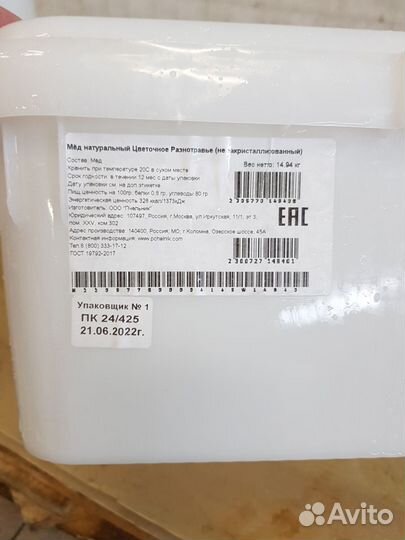 Мёд натуральный Цветочное Разнотравье (не закристаллизованный)
Состав: Мёд
Вес нетто: 14.94 кг
Хранить при температуре 20С в сухом месте
Срок годности: в течении 12 мес с даты упаковки
Дату упаковки см. на доп.этикетке
Пищ.ценность на 100гр: белки 0,8 гр, углеводы 80 гр
Энергетическая ценность 328 ккал/1373кДж
Изготовитель: ООО "Пчельник"
Юридический адрес: 107497, Россия, г.Москва, ул.Иркутская, 11/1, эт 3,
пом. XXV, ком 302
Адрес производства: 140400, Россия, МО, г.Коломна, Озерское шоссе, 45А
Контактная информация: www.pchelnik.com
Тел.8 (800) 333-17-12
ГОСТ 19792-2017
EAC
Упаковщик № 1
ПК 24/425
21.06.2022г.
Avito